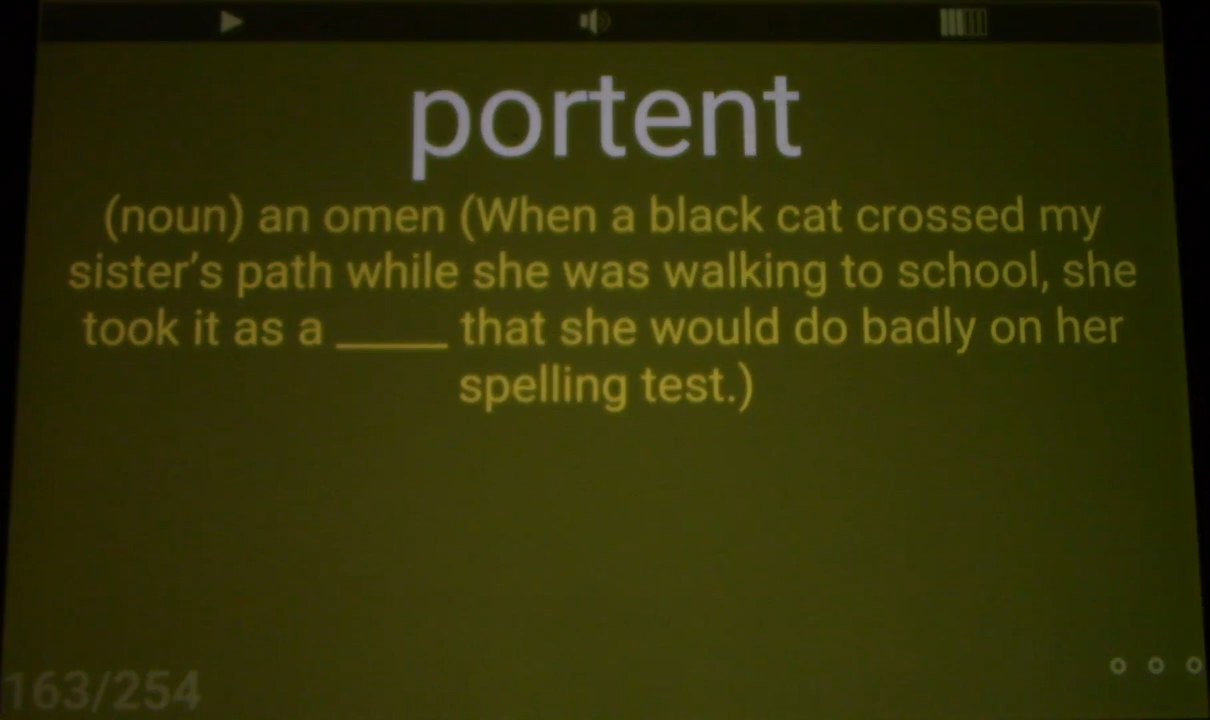 portent
(noun) an omen (When a black cat crossed my
sister's path while she was walking to school, she
took it as a _____ that she would do badly on her
spelling test.)
163/254